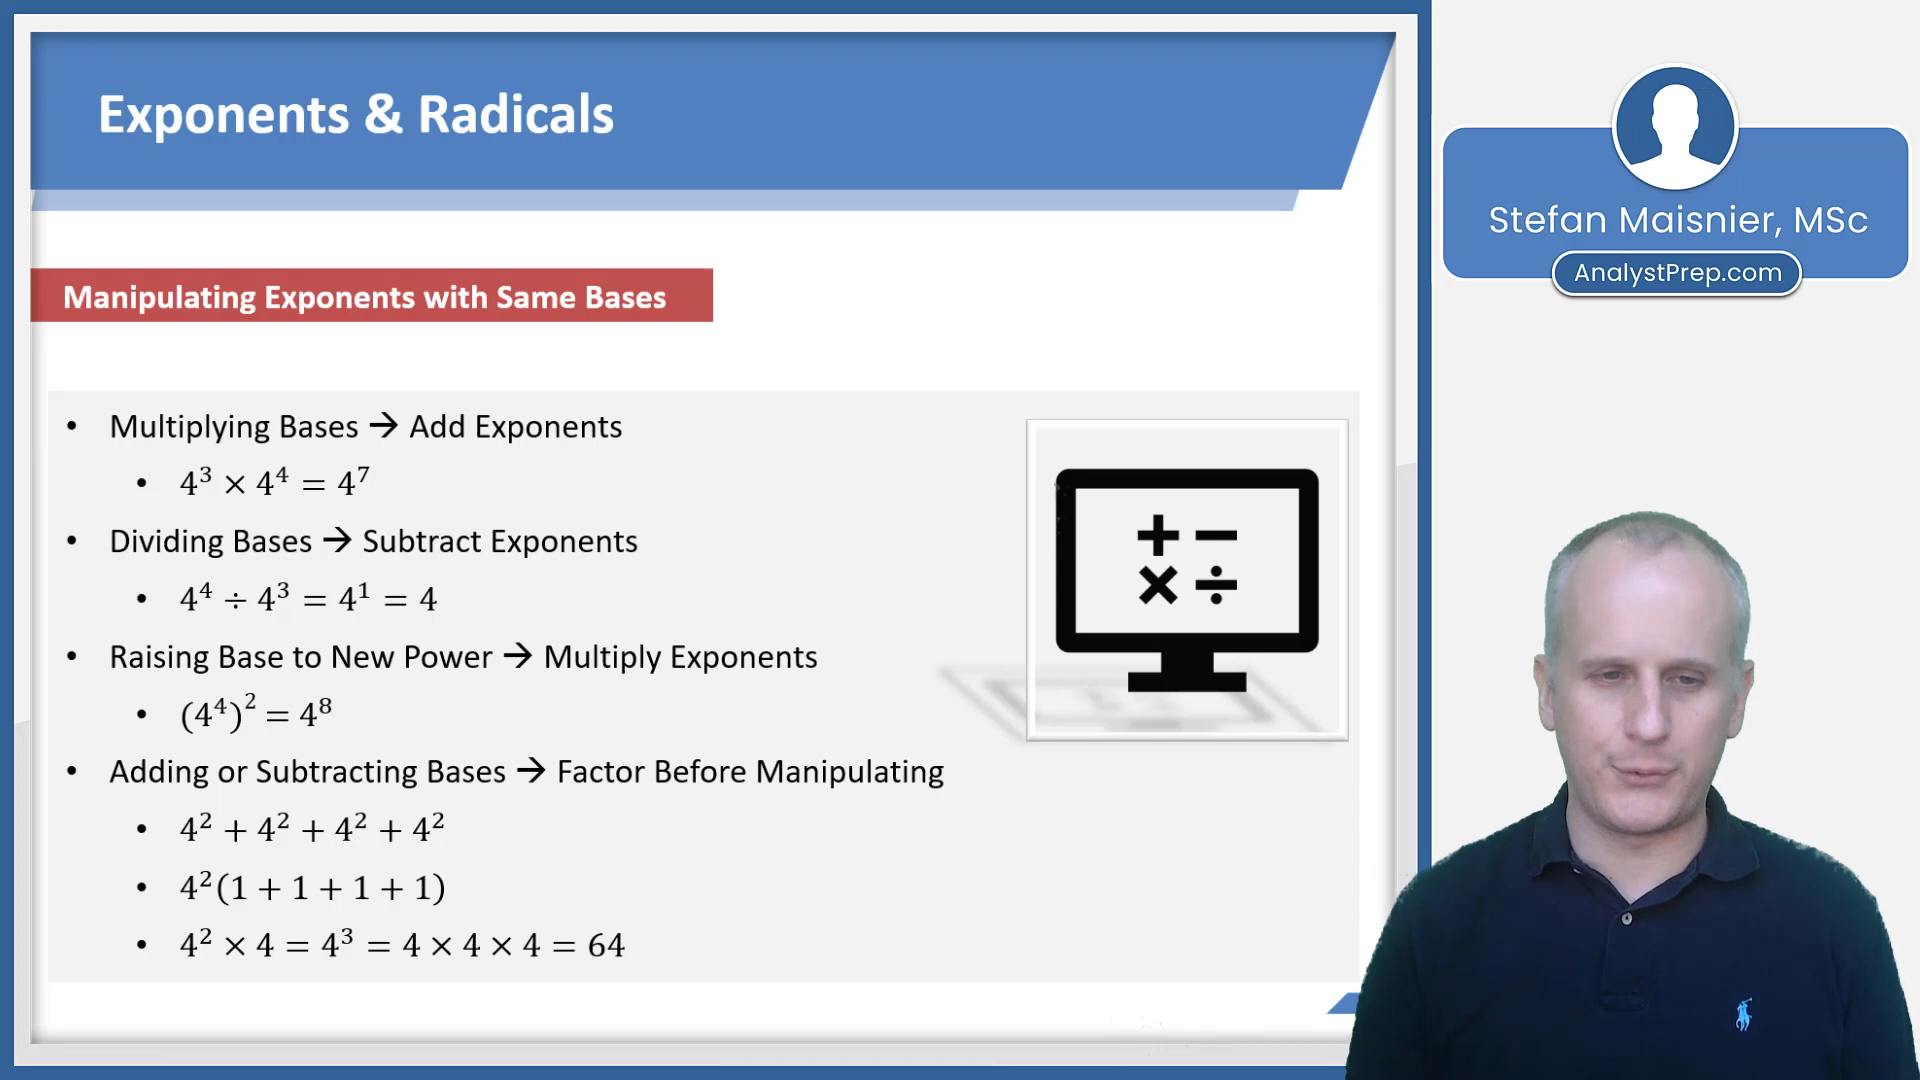 Exponents & Radicals
Stefan Maisnier, MSc
AnalystPrep.com
Manipulating Exponents with Same Bases
• Multiplying Bases → Add Exponents
• 4³ × 4⁴ = 4⁷
• Dividing Bases → Subtract Exponents
• 4⁴ ÷ 4³ = 4¹ = 4
• Raising Base to New Power → Multiply Exponents
• (4⁴)² = 4⁸
• Adding or Subtracting Bases → Factor Before Manipulating
• 4² + 4² + 4² + 4²
• 4²(1 + 1 + 1 + 1)
• 4² × 4 = 4³ = 4 × 4 × 4 = 64
+ −
× ÷